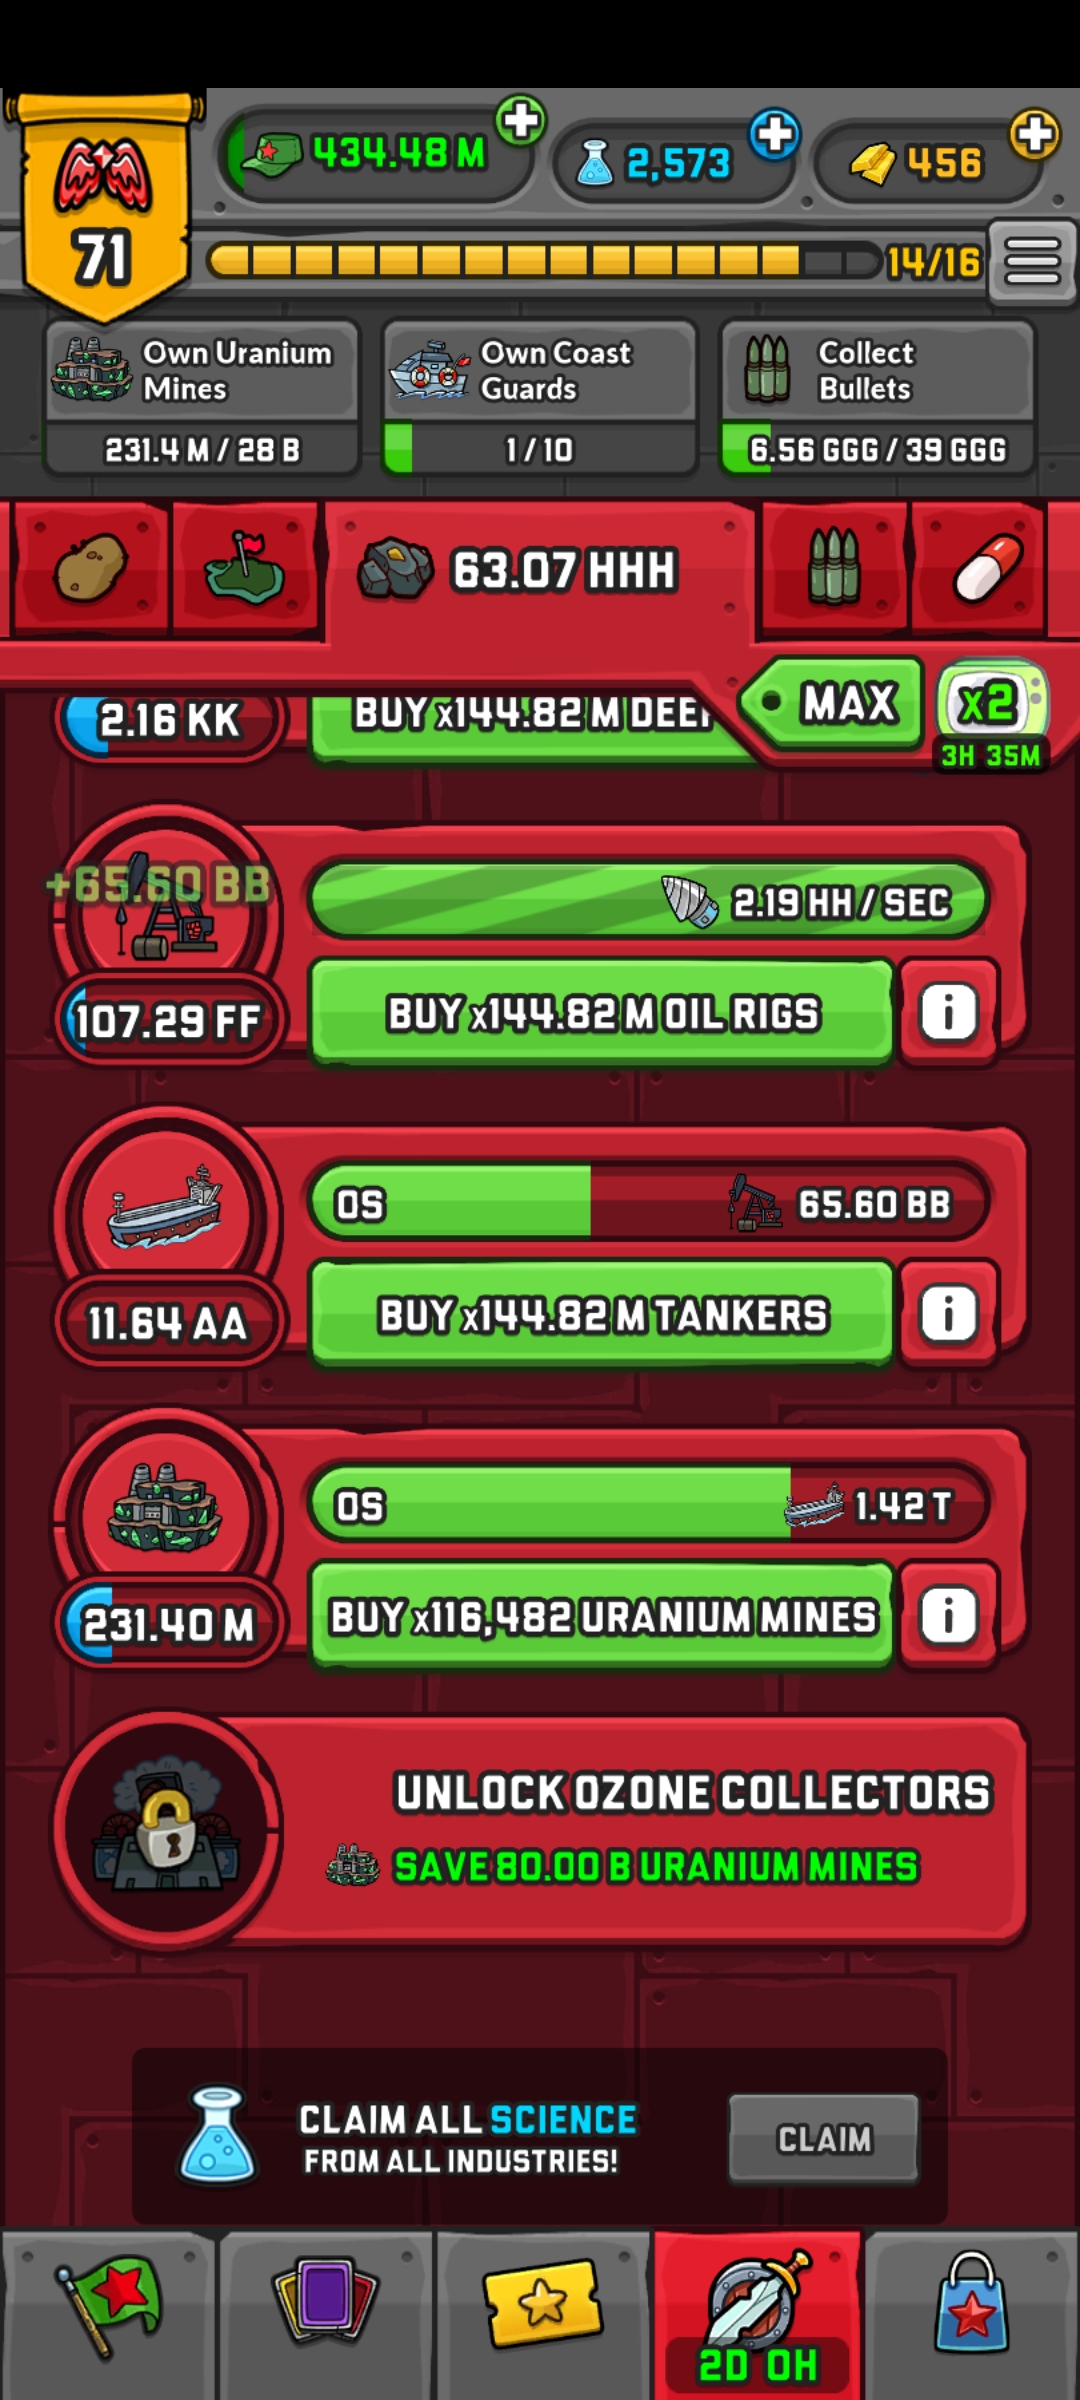 434.48 M
2,573
456
71
14/16
Own Uranium
Mines
231.4 M / 28 B
Own Coast
Guards
1 / 10
Collect
Bullets
6.56 GGG / 39 GGG
63.07 HHH
MAX
x2
3H 35M
2.16 KK
BUY x144.82 M
+65.60 BB
2.19 HH / SEC
107.29 FF
BUY x144.82 M OIL RIGS
i
0S
65.60 BB
11.64 AA
BUY x144.82 M TANKERS
i
0S
1.42 T
231.40 M
BUY x116,482 URANIUM MINES
i
UNLOCK OZONE COLLECTORS
SAVE 80.00 B URANIUM MINES
CLAIM ALL SCIENCE
FROM ALL INDUSTRIES!
CLAIM
2D 0H